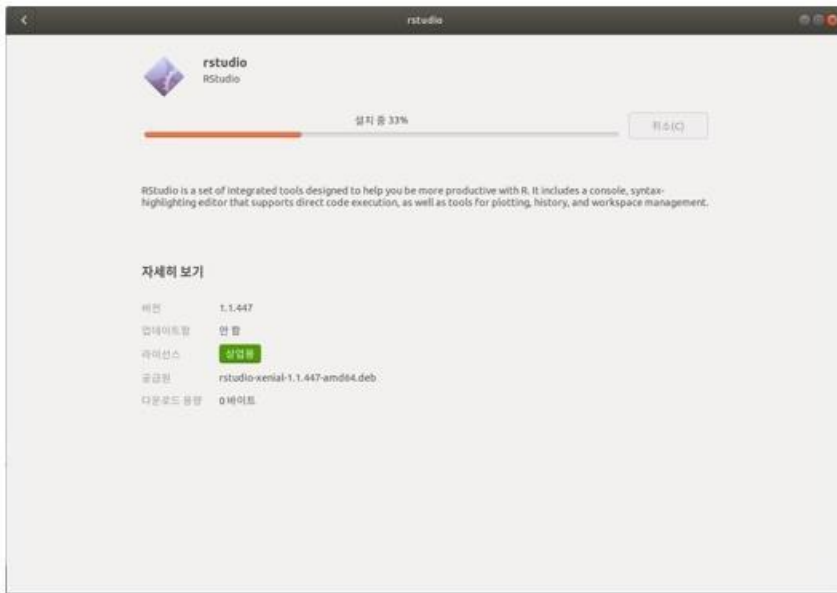 rstudio
rstudio
RStudio
설치 중 33%
취소(C)
RStudio is a set of integrated tools designed to help you be more productive with R. It includes a console, syntax-
highlighting editor that supports direct code execution, as well as tools for plotting, history, and workspace management.
자세히 보기
버전 1.1.447
업데이트함 안 함
라이선스 상업용
공급원 rstudio-xenial-1.1.447-amd64.deb
다운로드 용량 0 바이트